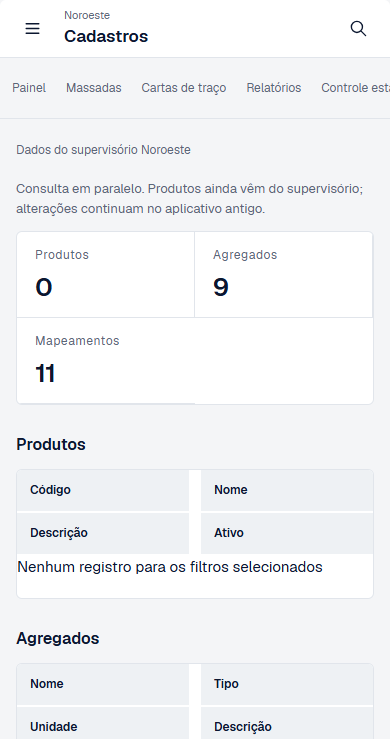 Noroeste
Cadastros
Painel Massadas Cartas de traço Relatórios Controle
Dados do supervisório Noroeste
Consulta em paralelo. Produtos ainda vêm do supervisório;
alterações continuam no aplicativo antigo.
Produtos Agregados
0 9
Mapeamentos
11
Produtos
Código Nome
Descrição Ativo
Nenhum registro para os filtros selecionados
Agregados
Nome Tipo
Unidade Descrição